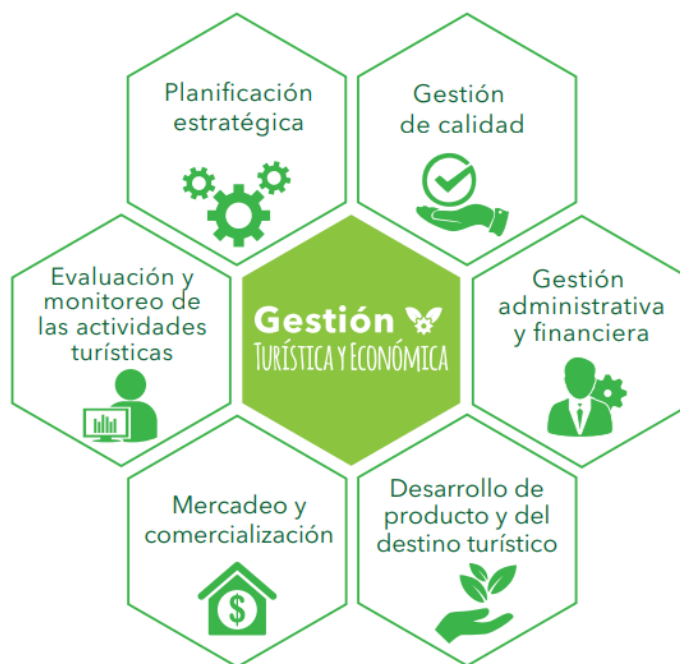 Planificación
estratégica
Gestión
de calidad
Evaluación y
monitoreo de
las actividades
turísticas
Gestión
TURÍSTICA Y ECONÓMICA
Gestión
administrativa
y financiera
Mercadeo y
comercialización
$
Desarrollo de
producto y del
destino turístico